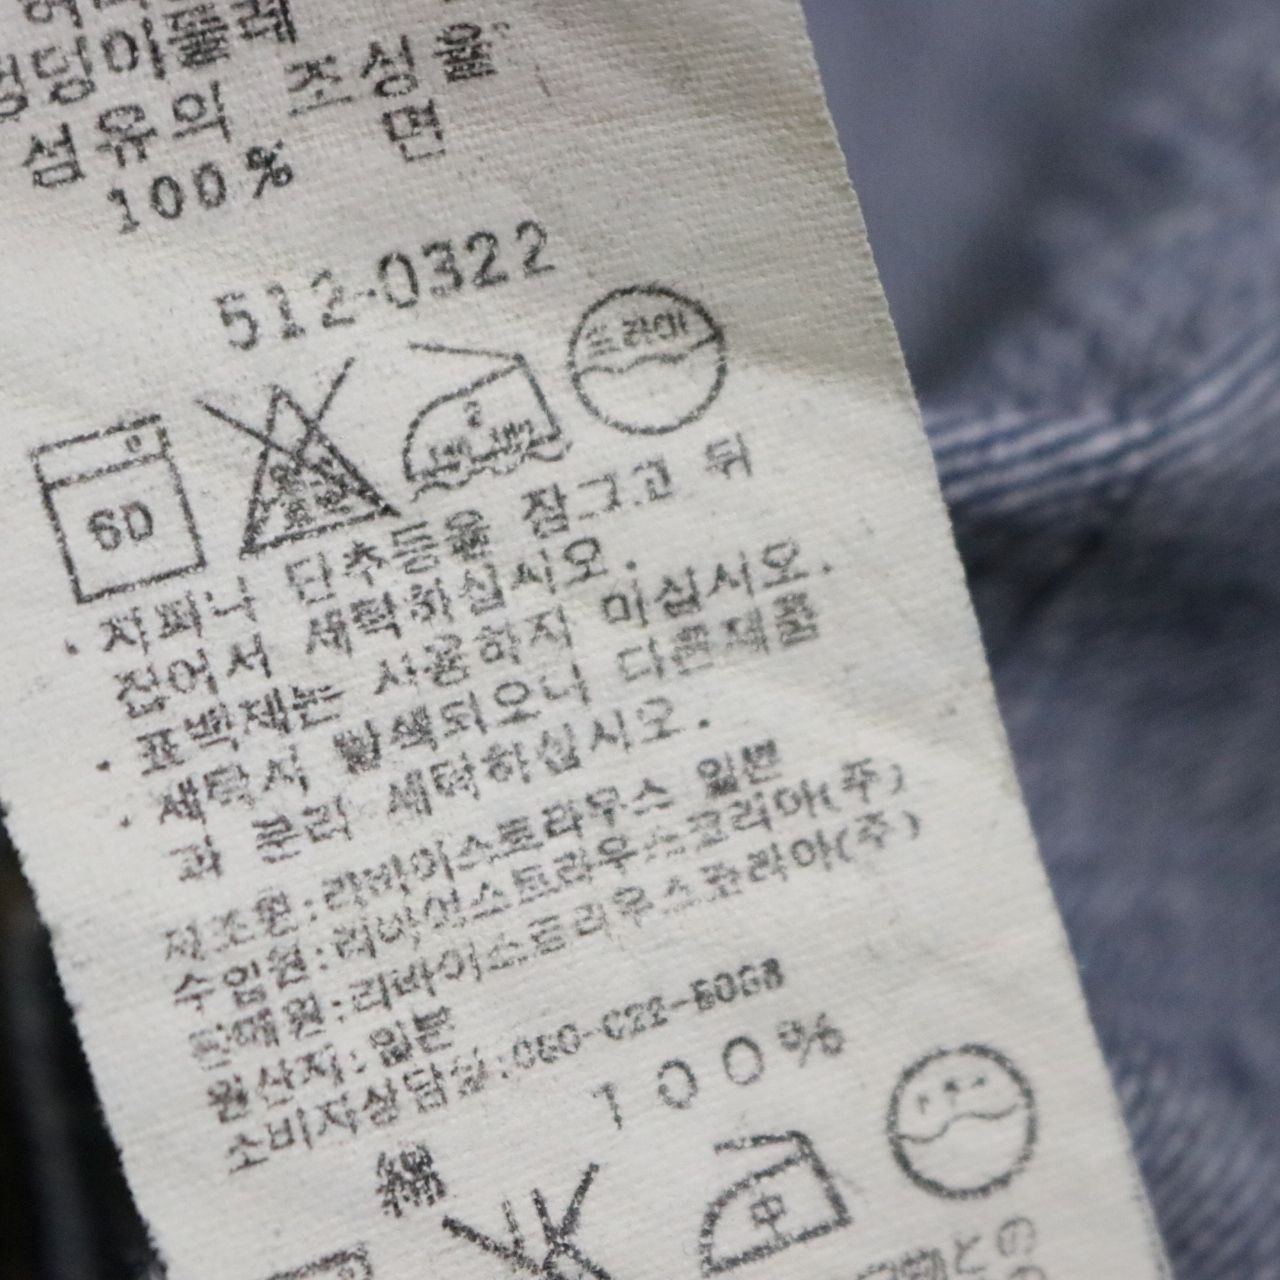 엉덩이둘레
섬유의 조성율
100% 면
512-0322
60
2
드라이
· 지퍼나 단추등을 잠그고 뒤
집어서 세탁하십시오.
· 표백제는 사용하지 마십시오.
· 세탁시 탈색되오니 다른제품
과 분리 세탁하십시오.
제조원:리바이스트라우스 일본
수입원:리바이스트라우스코리아(주)
판매원:리바이스트라우스코리아(주)
원산지:일본
소비자상담실:
綿 100%
中